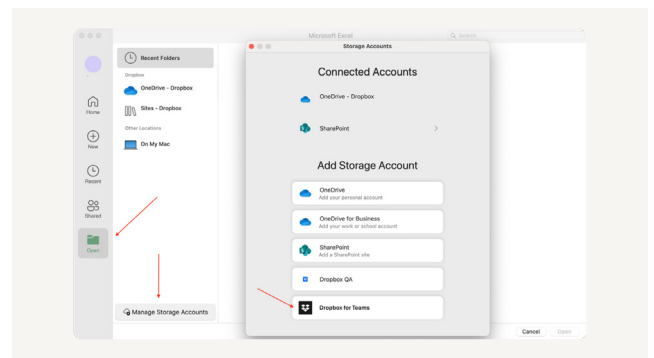 Microsoft Excel
Search
Home
New
Recent
Shared
Open
Recent Folders
Dropbox
OneDrive - Dropbox
Sites - Dropbox
Other Locations
On My Mac
Manage Storage Accounts
Storage Accounts
Connected Accounts
OneDrive - Dropbox
SharePoint
Add Storage Account
OneDrive
Add your personal account
OneDrive for Business
Add your work or school account
SharePoint
Add a SharePoint site
Dropbox QA
Dropbox for Teams
Cancel
Open